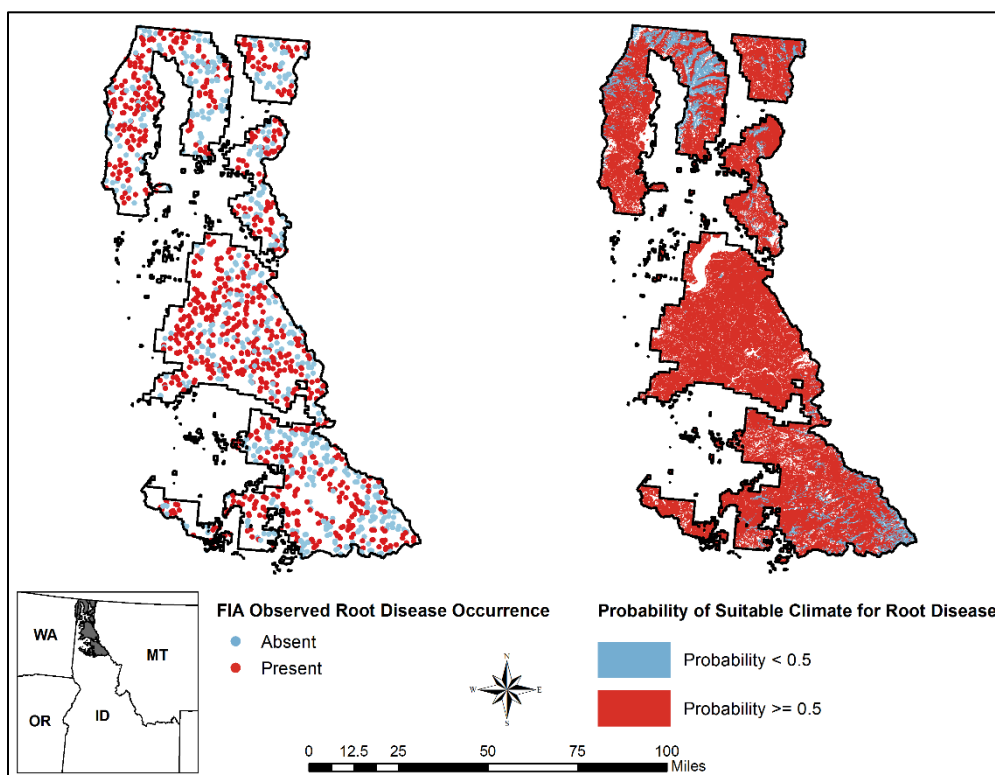 WA
MT
OR
ID
FIA Observed Root Disease Occurrence
Absent
Present
N
W E
S
Probability of Suitable Climate for Root Disease
Probability < 0.5
Probability >= 0.5
0 12.5 25 50 75 100
Miles